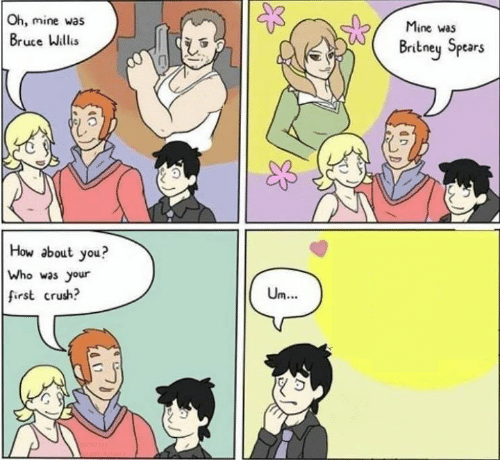 Oh, mine was
Bruce Willis
Mine was
Britney Spears
How about you?
Who was your
first crush?
Um...